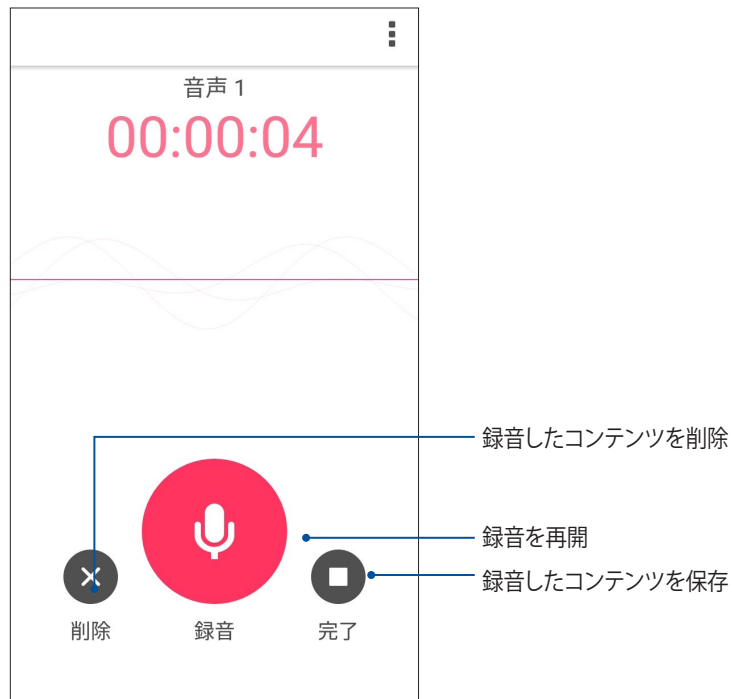 音声 1
00:00:04
録音したコンテンツを削除
録音を再開
録音したコンテンツを保存
削除
録音
完了